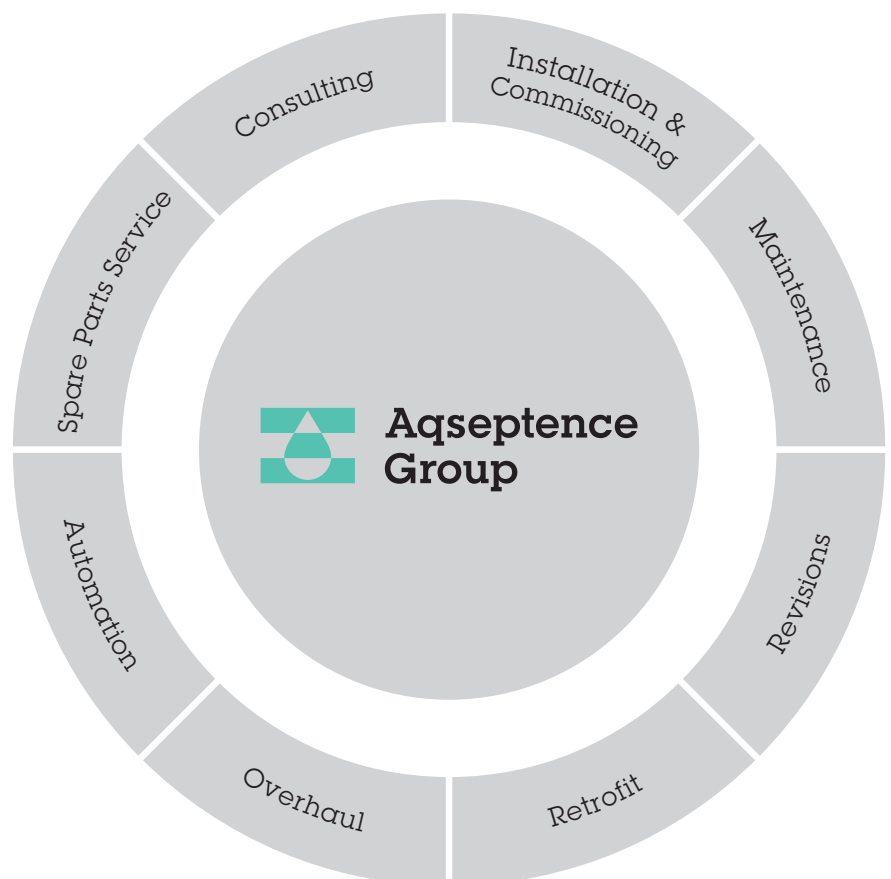 Consulting
Installation &
Commissioning
Maintenance
Revisions
Retrofit
Overhaul
Automation
Spare Parts Service
Aqseptence
Group